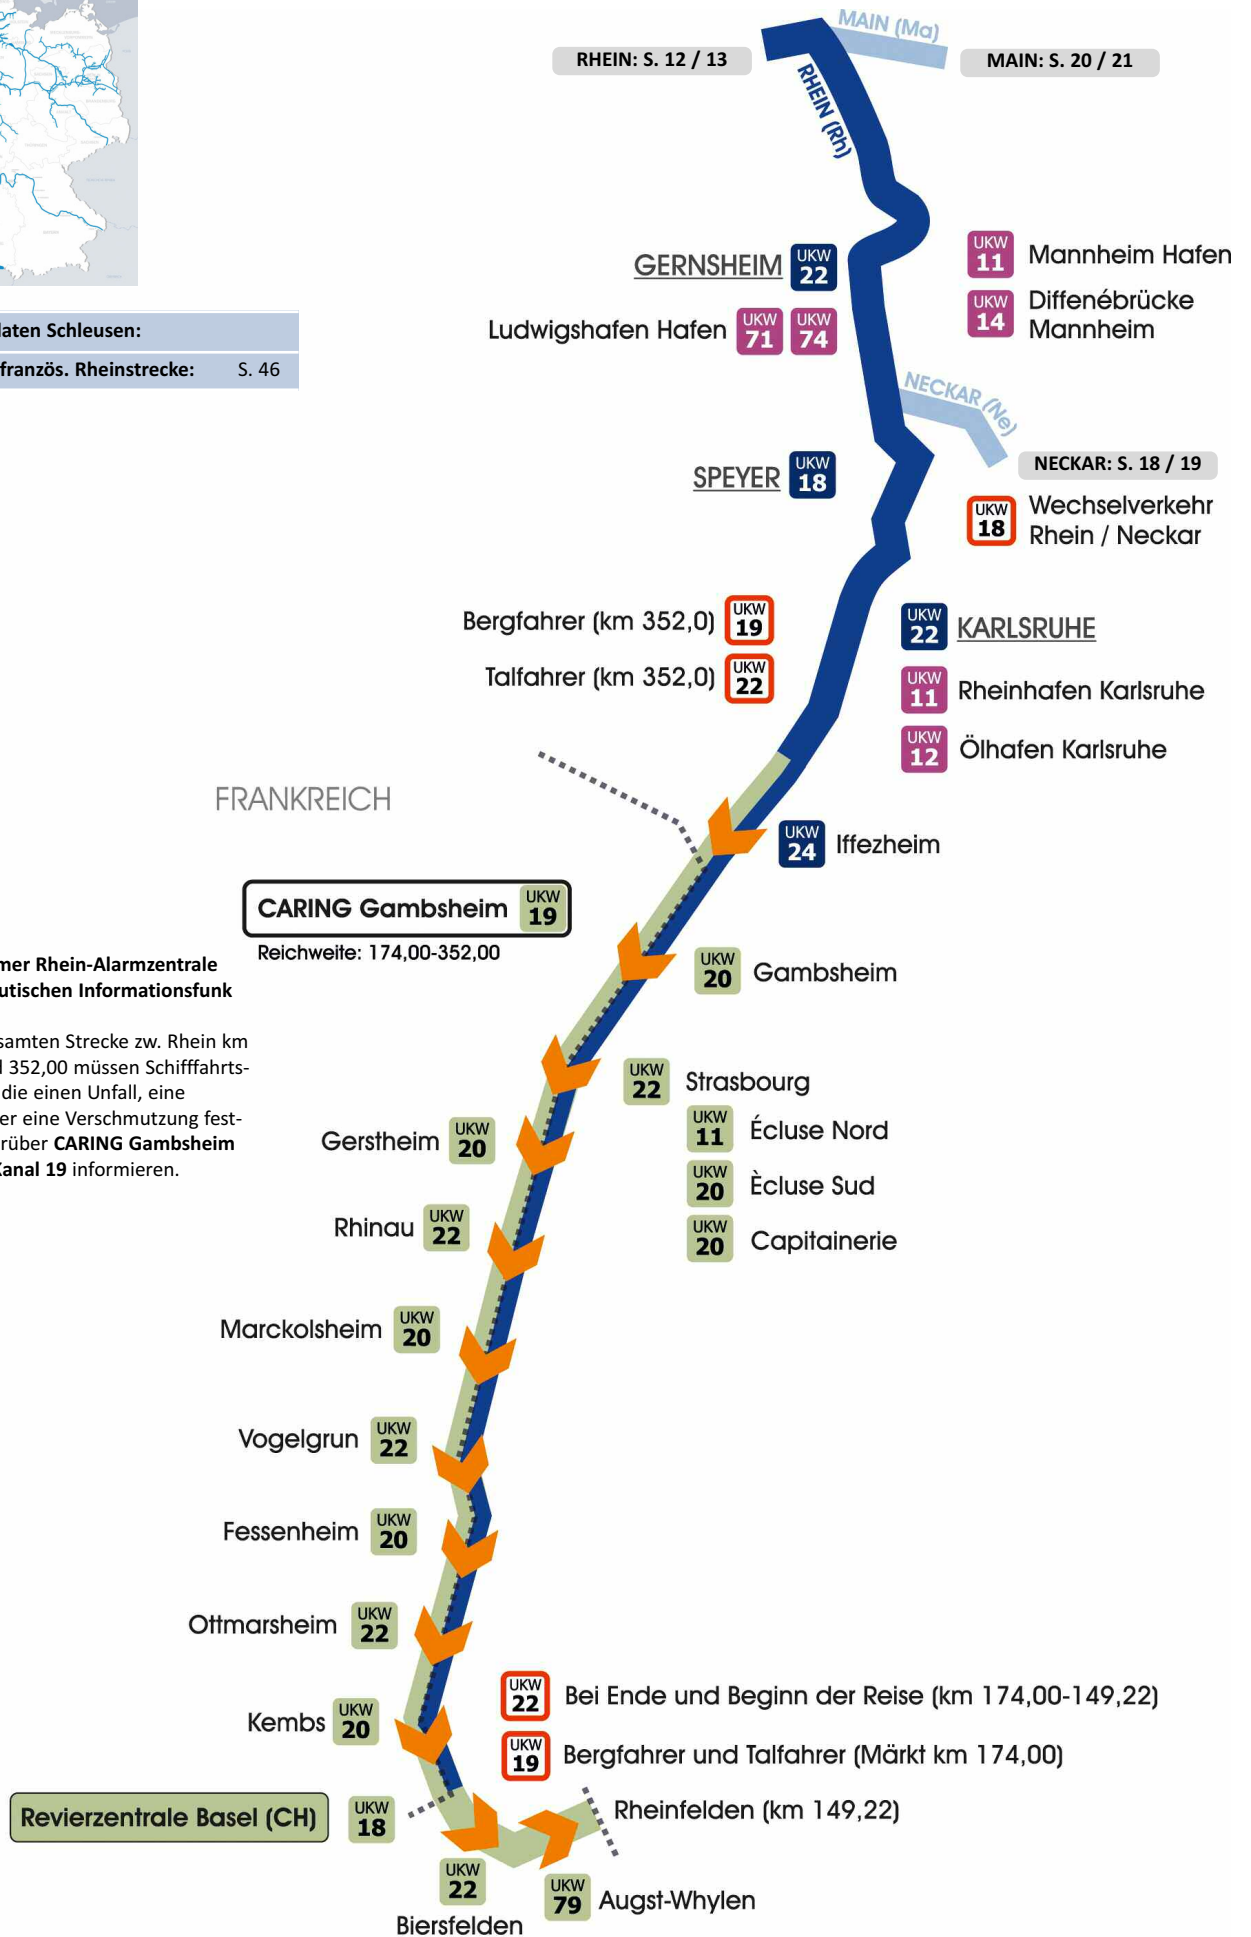 MAIN (Ma)
RHEIN: S. 12 / 13
MAIN: S. 20 / 21
RHEIN (Rh)
GERNSHEIM UKW 22
UKW 11 Mannheim Hafen
UKW 14 Diffenébrücke
Mannheim
Ludwigshafen Hafen UKW 71 UKW 74
Schleusen:
französ. Rheinstrecke: S. 46
NECKAR (Ne)
NECKAR: S. 18 / 19
SPEYER UKW 18
UKW 18 Wechselverkehr
Rhein / Neckar
Bergfahrer (km 352,0) UKW 19
Talfahrer (km 352,0) UKW 22
UKW 22 KARLSRUHE
UKW 11 Rheinhafen Karlsruhe
UKW 12 Ölhafen Karlsruhe
FRANKREICH
UKW 24 Iffezheim
CARING Gambsheim UKW 19
Reichweite: 174,00-352,00
UKW 20 Gambsheim
Rhein-Alarmzentrale
Informationsfunk
Strecke zw. Rhein km
352,00 müssen Schifffahrts-
die einen Unfall, eine
eine Verschmutzung fest-
CARING Gambsheim
19 informieren.
UKW 22 Strasbourg
UKW 11 Écluse Nord
UKW 20 Ècluse Sud
UKW 20 Capitainerie
Gerstheim UKW 20
Rhinau UKW 22
Marckolsheim UKW 20
Vogelgrun UKW 22
Fessenheim UKW 20
Ottmarsheim UKW 22
Kembs UKW 20
UKW 22 Bei Ende und Beginn der Reise (km 174,00-149,22)
UKW 19 Bergfahrer und Talfahrer (Märkt km 174,00)
Revierzentrale Basel (CH) UKW 18
Rheinfelden (km 149,22)
UKW 22
Biersfelden
UKW 79 Augst-Whylen